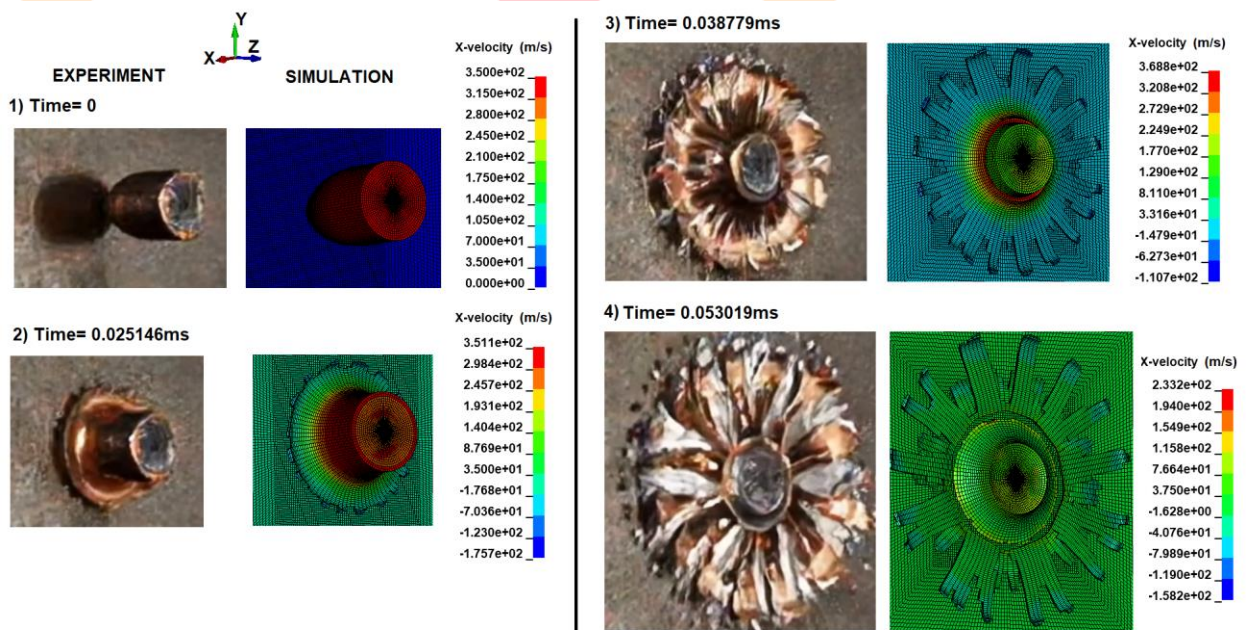 Y
X
Z
EXPERIMENT
SIMULATION
1) Time= 0
X-velocity (m/s)
3.500e+02
3.150e+02
2.800e+02
2.450e+02
2.100e+02
1.750e+02
1.400e+02
1.050e+02
7.000e+01
3.500e+01
0.000e+00
2) Time= 0.025146ms
X-velocity (m/s)
3.511e+02
2.984e+02
2.457e+02
1.931e+02
1.404e+02
8.769e+01
3.500e+01
-1.768e+01
-7.036e+01
-1.230e+02
-1.757e+02
3) Time= 0.038779ms
X-velocity (m/s)
3.688e+02
3.208e+02
2.729e+02
2.249e+02
1.770e+02
1.290e+02
8.110e+01
3.316e+01
-1.479e+01
-6.273e+01
-1.107e+02
4) Time= 0.053019ms
X-velocity (m/s)
2.332e+02
1.940e+02
1.549e+02
1.158e+02
7.664e+01
3.750e+01
-1.628e+00
-4.076e+01
-7.989e+01
-1.190e+02
-1.582e+02